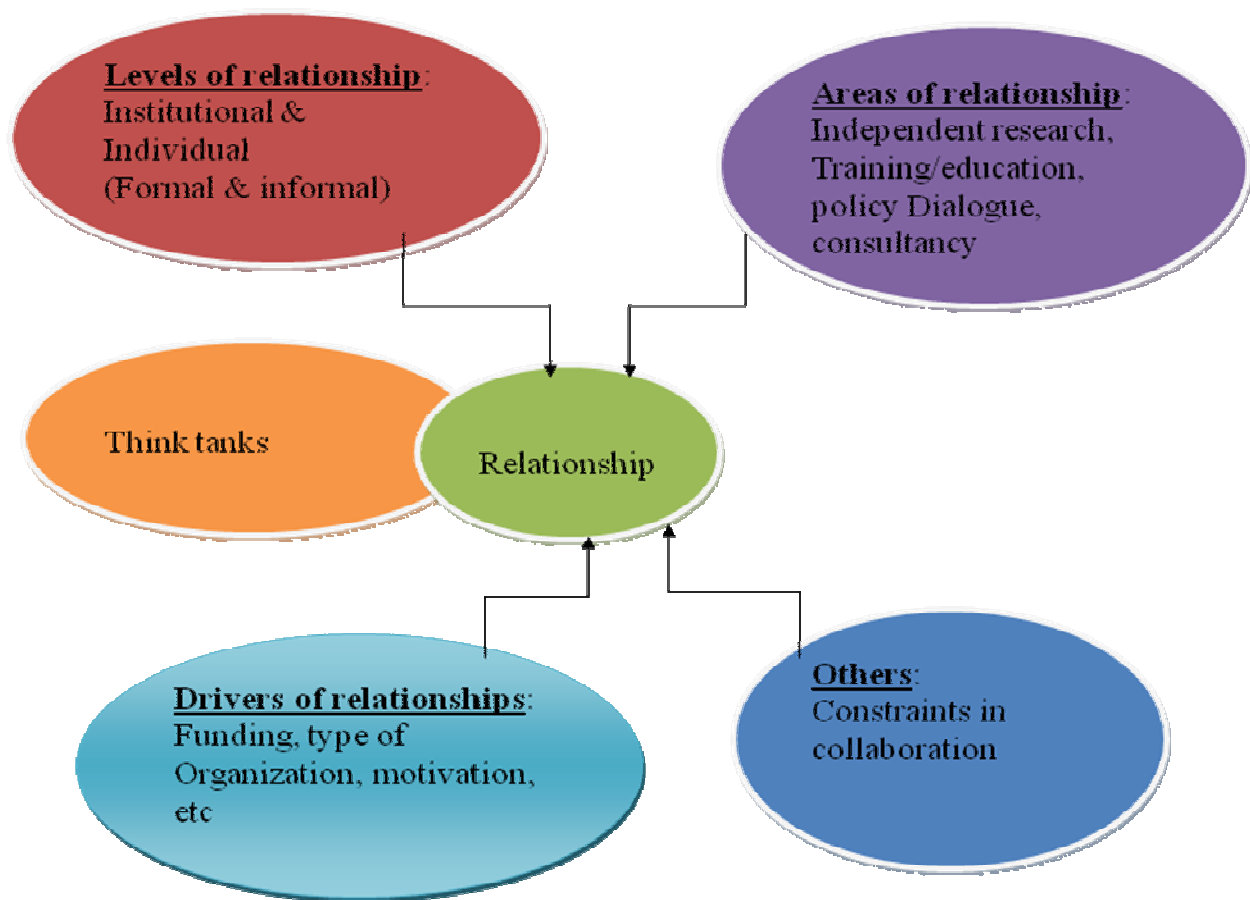 Levels of relationship:
Institutional &
Individual
(Formal & informal)
Areas of relationship:
Independent research,
Training/education,
policy Dialogue,
consultancy
Think tanks
Relationship
Drivers of relationships:
Funding, type of
Organization, motivation,
etc
Others:
Constraints in
collaboration